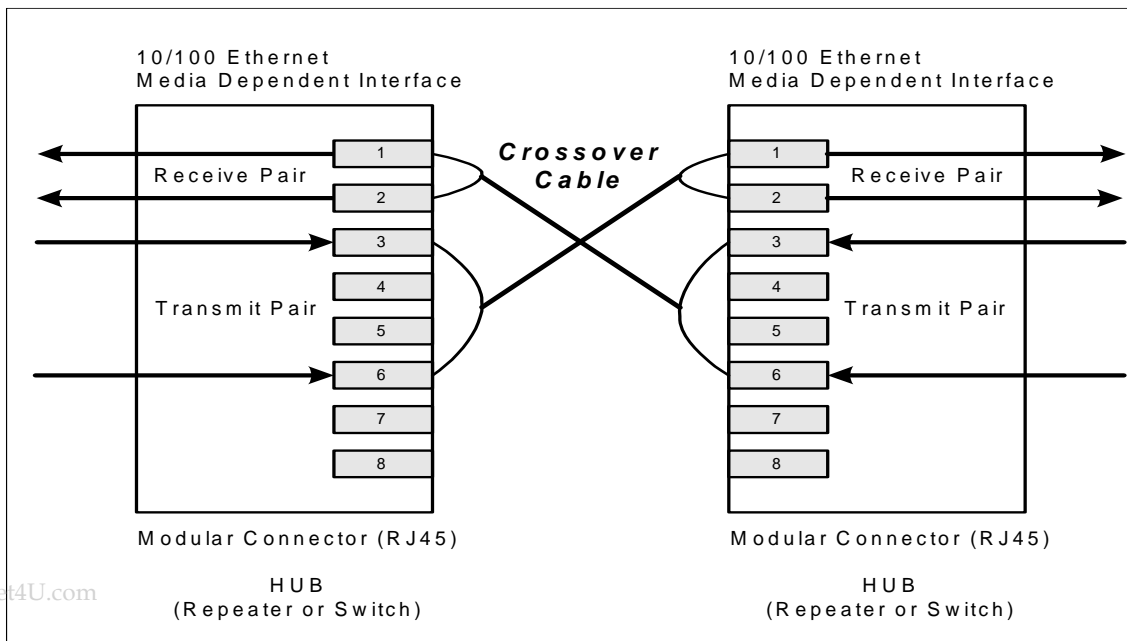 10/100 Ethernet
Media Dependent Interface
10/100 Ethernet
Media Dependent Interface
Crossover
Cable
1
Receive Pair
2
3
4
Transmit Pair
5
6
7
8
1
Receive Pair
2
3
4
Transmit Pair
5
6
7
8
Modular Connector (RJ45)
Modular Connector (RJ45)
HUB
(Repeater or Switch)
HUB
(Repeater or Switch)
et4U.com